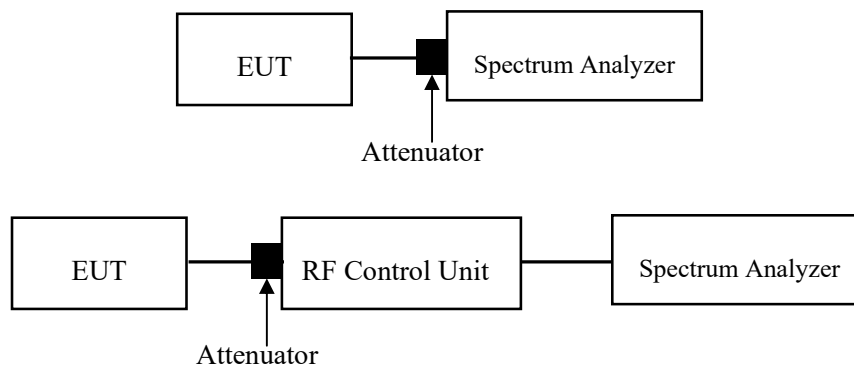 EUT
Spectrum Analyzer
Attenuator
EUT
RF Control Unit
Spectrum Analyzer
Attenuator